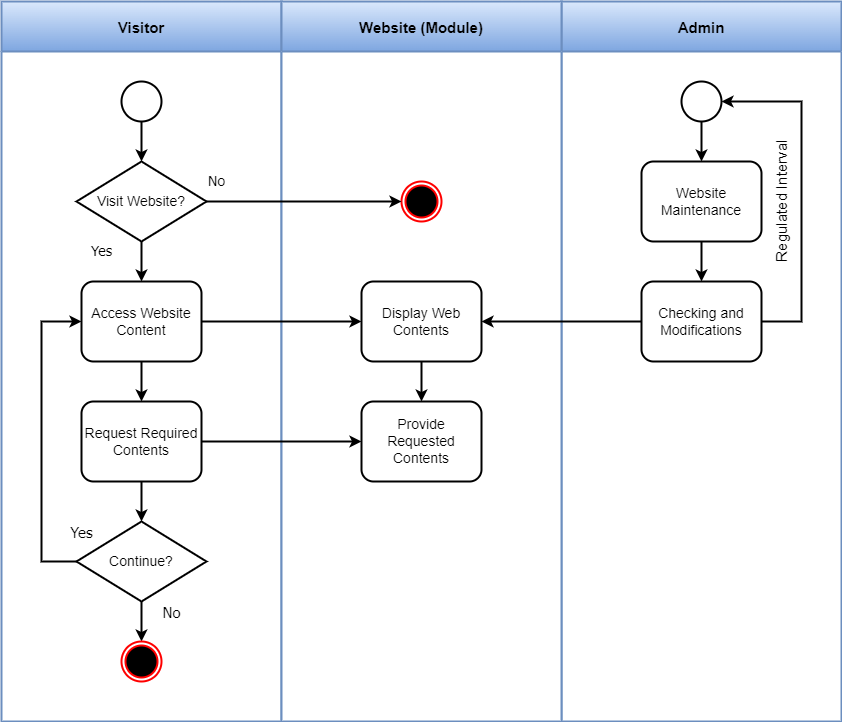 Visitor
Website (Module)
Admin
Visit Website?
No
Yes
Website
Maintenance
Regulated Interval
Access Website
Content
Display Web
Contents
Checking and
Modifications
Request Required
Contents
Provide
Requested
Contents
Yes
Continue?
No